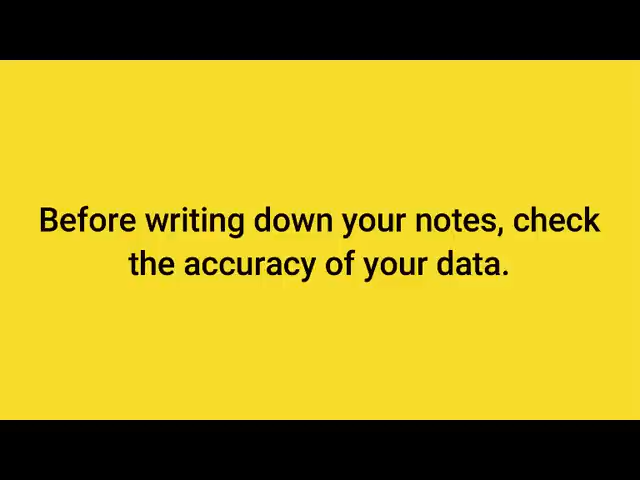 Before writing down your notes, check
the accuracy of your data.